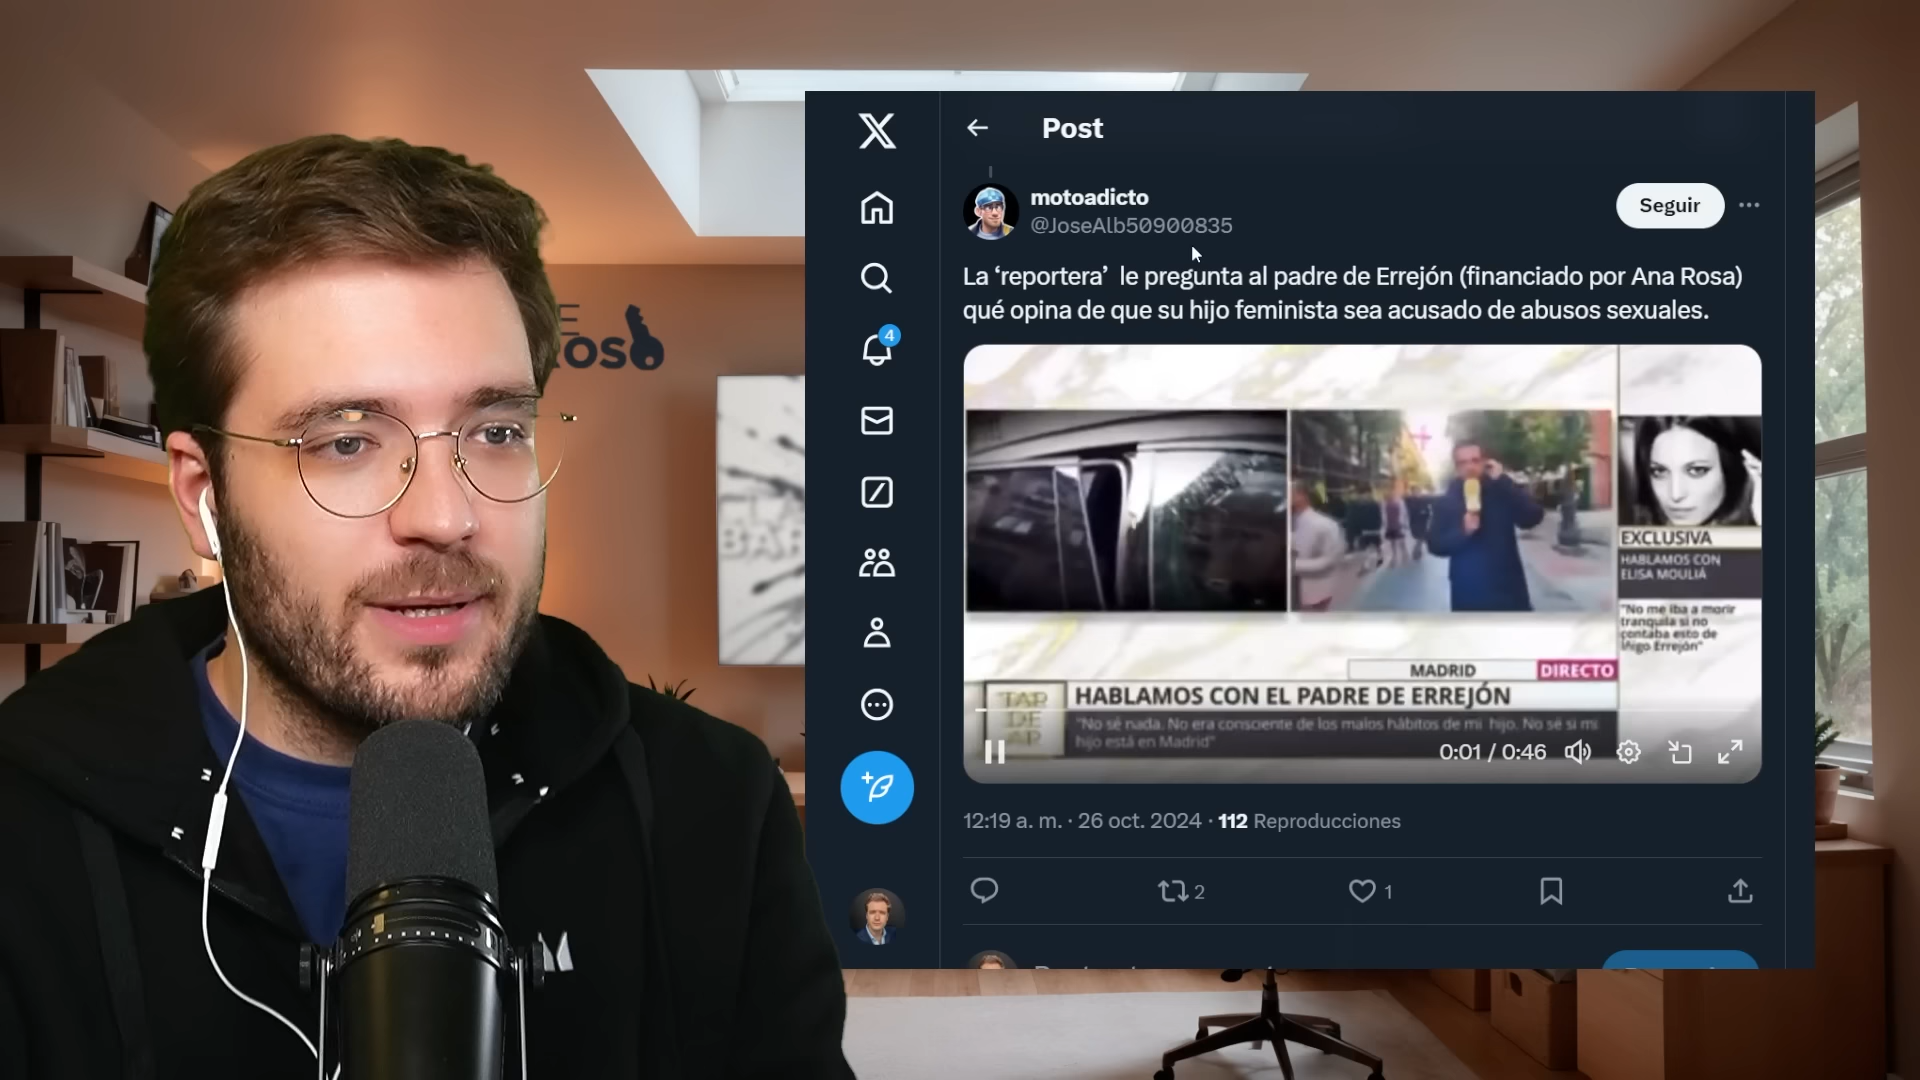 Post
motoadicto
@JoseAlb50900835
Seguir
4
La ‘reportera’ le pregunta al padre de Errejón (financiado por Ana Rosa)
qué opina de que su hijo feminista sea acusado de abusos sexuales.
EXCLUSIVA
HABLAMOS CON
ELISA MOULIÁ
"No me iba a morir
tranquila si no
contaba esto de
Íñigo Errejón"
MADRID
DIRECTO
TAR
DE
AR
HABLAMOS CON EL PADRE DE ERREJÓN
"No sé nada. No era consciente de los malos hábitos de mi hijo. No sé si mi
hijo está en Madrid"
0:01 / 0:46
12:19 a. m. · 26 oct. 2024 · 112 Reproducciones
2
1